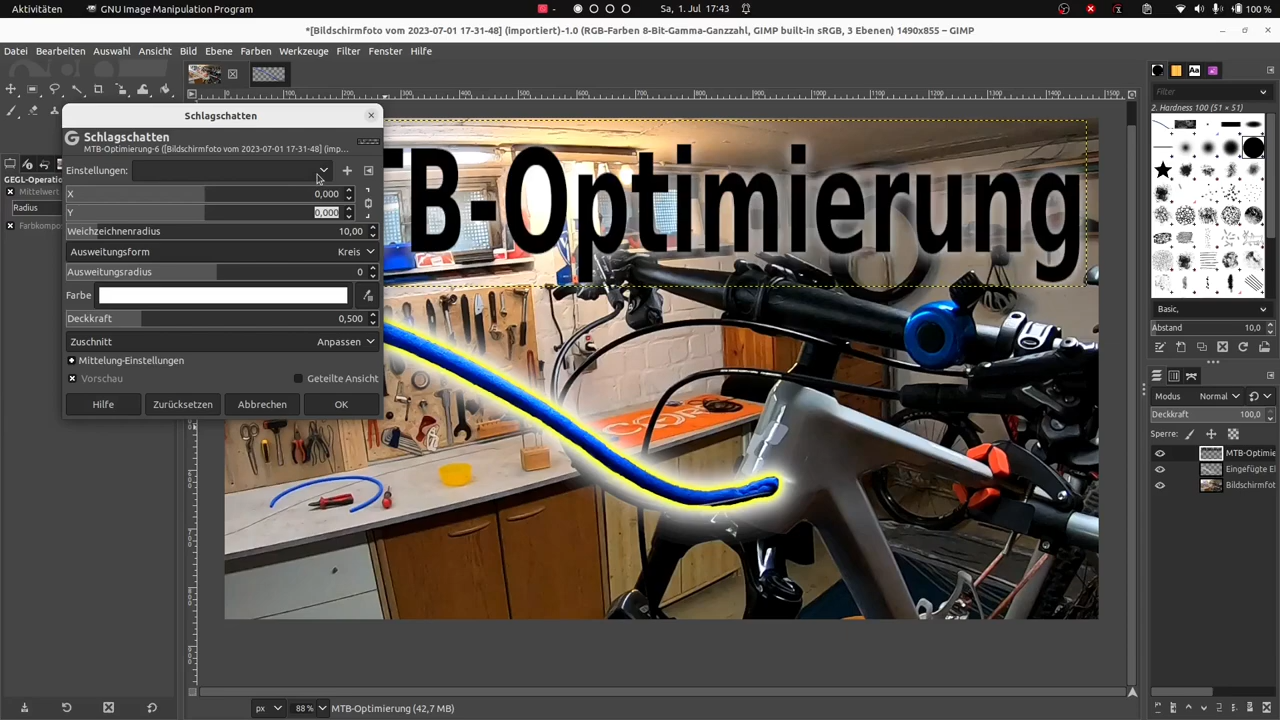 Aktivitäten
GNU Image Manipulation Program
Sa, 1. Jul 17:43
100 %
*[Bildschirmfoto vom 2023-07-01 17-31-48] (importiert)-1.0 (RGB-Farben 8-Bit-Gamma-Ganzzahl, GIMP built-in sRGB, 3 Ebenen) 1490x855 – GIMP
Datei Bearbeiten Auswahl Ansicht Bild Ebene Farben Werkzeuge Filter Fenster Hilfe
Schlagschatten
Schlagschatten
MTB-Optimierung-6 ([Bildschirmfoto vom 2023-07-01 17-31-48] (imp…
Einstellungen:
X 0,000
Y 0,000
Weichzeichnenradius 10,00
Ausweitungsform Kreis
Ausweitungsradius 0
Farbe
Deckkraft 0,500
Zuschnitt Anpassen
Mittelung-Einstellungen
Vorschau Geteilte Ansicht
Hilfe Zurücksetzen Abbrechen OK
GEGL-Operatio
Mittelwert
Radius
Farbkompo
TB-Optimierung
Filter
2. Hardness 100 (51 × 51)
Basic,
Abstand 10,0
Modus Normal
Deckkraft 100,0
Sperre:
MTB-Optimie
Eingefügte E
Bildschirmfot
px 88 % MTB-Optimierung (42,7 MB)